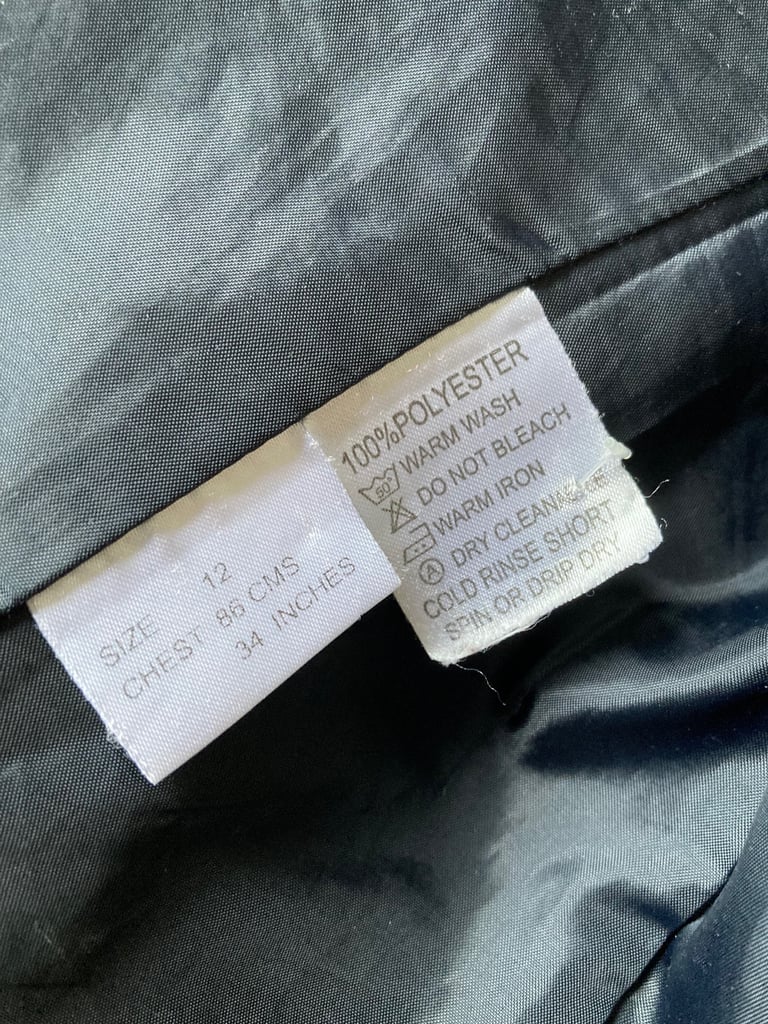 SIZE 12
CHEST 86 CMS
34 INCHES
100%POLYESTER
WARM WASH
DO NOT BLEACH
WARM IRON
A DRY CLEANABLE
COLD RINSE SHORT
SPIN OR DRIP DRY